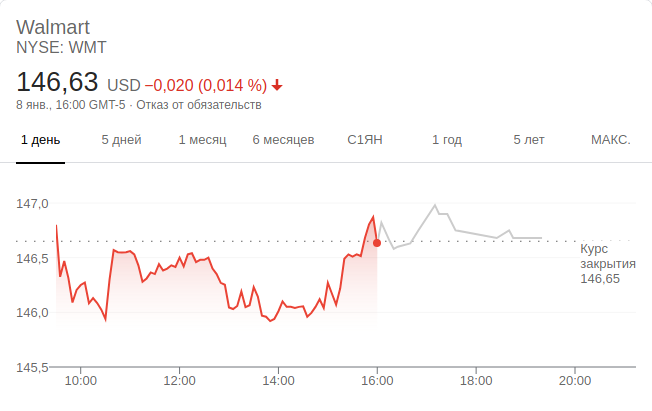 Walmart
NYSE: WMT
146,63 USD −0,020 (0,014 %)
8 янв., 16:00 GMT-5 · Отказ от обязательств
1 день 5 дней 1 месяц 6 месяцев С1ЯН 1 год 5 лет МАКС.
147,0
Курс
146,5
закрытия
146,65
146,0
145,5
10:00 12:00 14:00 16:00 18:00 20:00